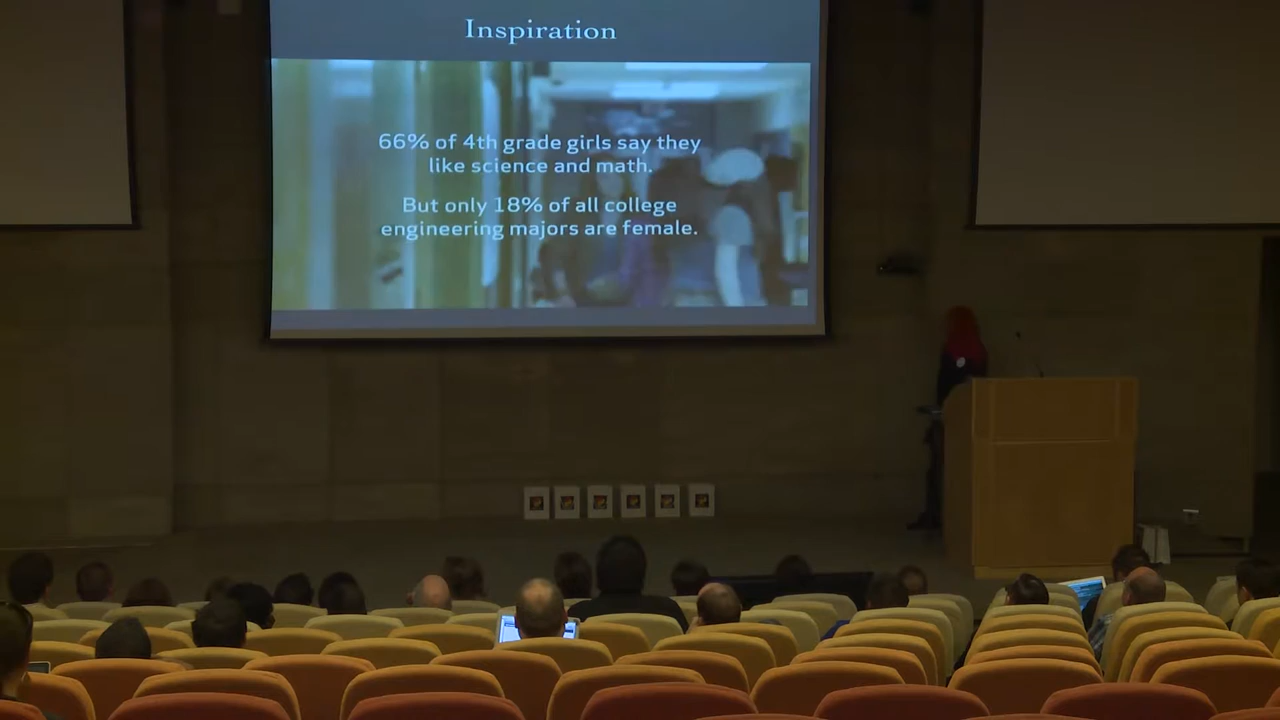 Inspiration
66% of 4th grade girls say they
like science and math.
But only 18% of all college
engineering majors are female.